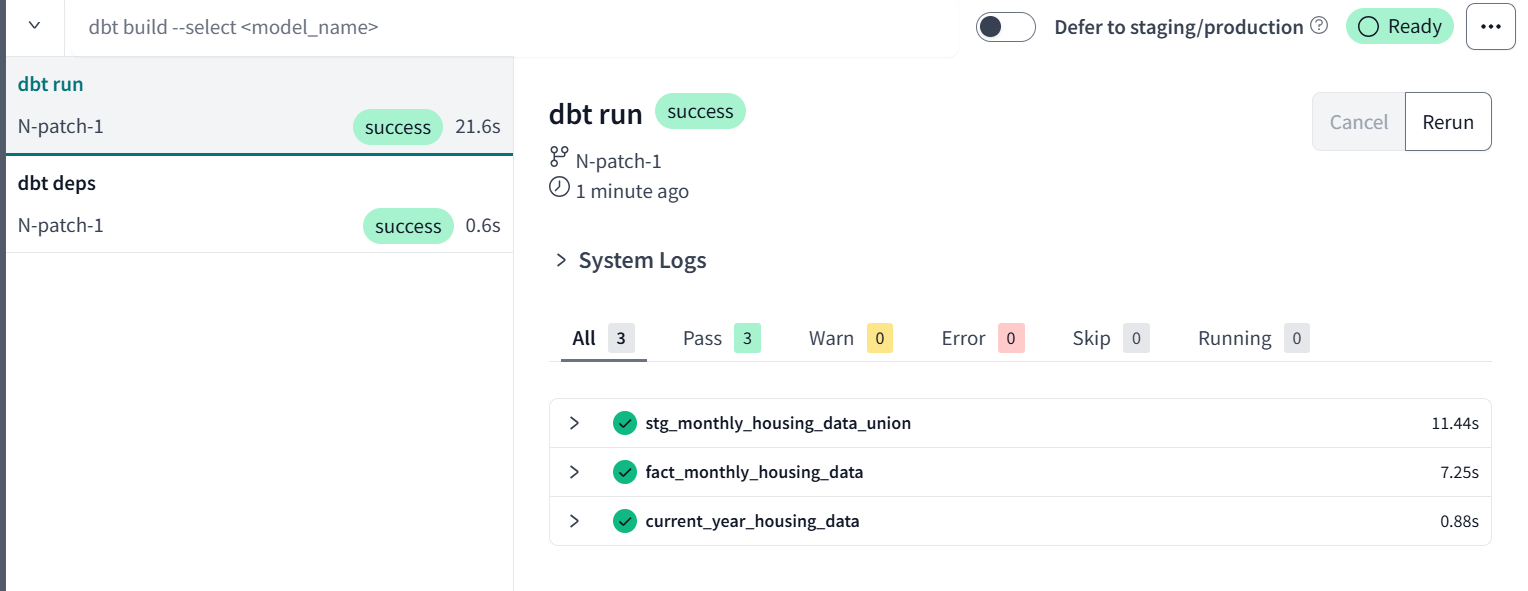 dbt build --select <model_name>
Defer to staging/production ? Ready ...
dbt run
N-patch-1 success 21.6s
dbt deps
N-patch-1 success 0.6s
dbt run success
Cancel Rerun
N-patch-1
1 minute ago
System Logs
All 3 Pass 3 Warn 0 Error 0 Skip 0 Running 0
stg_monthly_housing_data_union 11.44s
fact_monthly_housing_data 7.25s
current_year_housing_data 0.88s